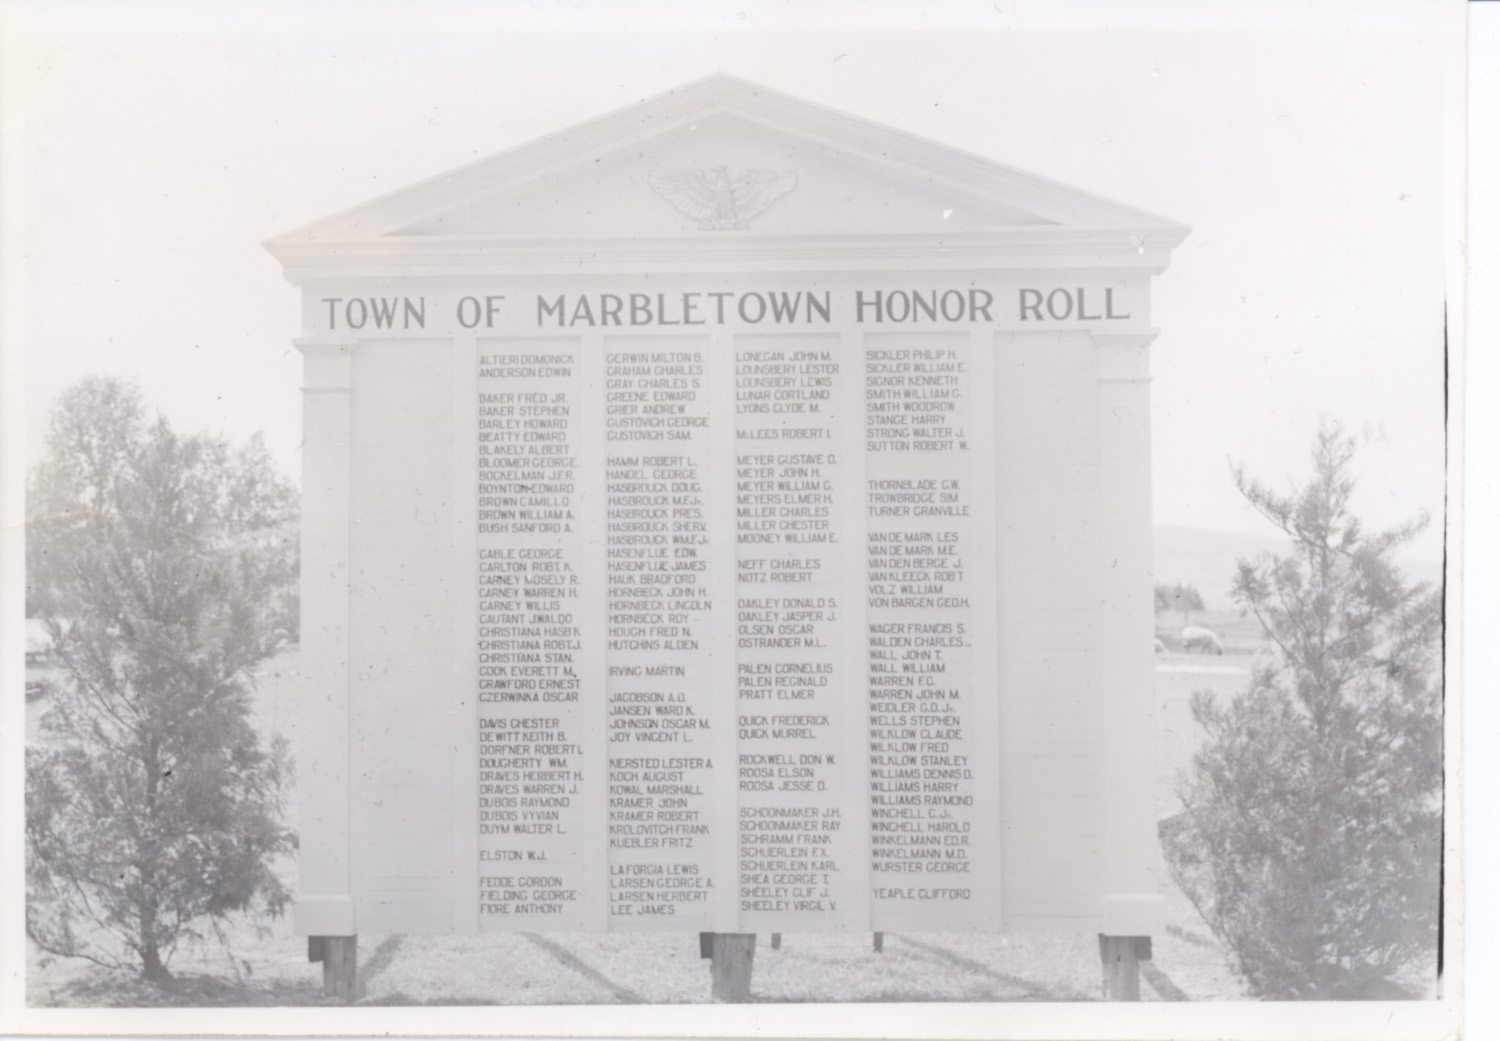 TOWN OF MARBLETOWN HONOR ROLL
ALTIERI DOMONICK
ANDERSON EDWIN
BAKER FRED JR.
BAKER STEPHEN
BARLEY HOWARD
BEATTY EDWARD
BLAKELY ALBERT
BLOOMER GEORGE
BOCKELMAN J.F.R.
BOYNTON EDWARD
BROWN CAMILLO
BROWN WILLIAM A.
BUSH SANFORD A.
CABLE GEORGE
CARLTON ROBT. K.
CARNEY MOSELY R.
CARNEY WARREN H.
CARNEY WILLIS
CAUTANT J.WALDO
CHRISTIANA HASB'K
CHRISTIANA ROBT.J.
CHRISTIANA STAN.
COOK EVERETT M.
CRAWFORD ERNEST
CZERWINKA OSCAR
DAVIS CHESTER
DEWITT KEITH B.
DORFNER ROBERT L
DOUGHERTY WM.
DRAVES HERBERT H.
DRAVES WARREN J.
DUBOIS RAYMOND
DUBOIS VYVIAN
DUYM WALTER L.
ELSTON W.J.
FEDDE GORDON
FIELDING GEORGE
FIORE ANTHONY
GERWIN MILTON B.
GRAHAM CHARLES
GRAY CHARLES S.
GREENE EDWARD
GRIER ANDREW
GUSTOVICH GEORGE
GUSTOVICH SAM.
HAMM ROBERT L.
HANDEL GEORGE
HASBROUCK DOUG.
HASBROUCK M.F.Jr.
HASBROUCK PRES.
HASBROUCK SHERW.
HASBROUCK WM.F.Jr.
HASENFLUE EDW.
HASENFLUE JAMES
HAUK BRADFORD
HORNBECK JOHN H.
HORNBECK LINCOLN
HORNBECK ROY
HOUGH FRED N.
HUTCHINS ALDEN
IRVING MARTIN
JACOBSON A.O.
JANSEN WARD K.
JOHNSON OSCAR M.
JOY VINCENT L.
KIERSTED LESTER A.
KOCH AUGUST
KOWAL MARSHALL
KRAMER JOHN
KRAMER ROBERT
KROLOVITCH FRANK
KUEBLER FRITZ
LAFORGIA LEWIS
LARSEN GEORGE A.
LARSEN HERBERT
LEE JAMES
LONEGAN JOHN M.
LOUNSBERY LESTER
LOUNSBERY LEWIS
LUNAR CORTLAND
LYONS CLYDE M.
McLEES ROBERT I.
MEYER GUSTAVE O.
MEYER JOHN H.
MEYER WILLIAM G.
MEYERS ELMER H.
MILLER CHARLES
MILLER CHESTER
MOONEY WILLIAM E.
NEFF CHARLES
NOTZ ROBERT
OAKLEY DONALD S.
OAKLEY JASPER J.
OLSEN OSCAR
OSTRANDER M.L.
PALEN CORNELIUS
PALEN REGINALD
PRATT ELMER
QUICK FREDERICK
QUICK MURREL
ROCKWELL DON W.
ROOSA ELSON
ROOSA JESSE D.
SCHOONMAKER J.H.
SCHOONMAKER RAY
SCHRAMM FRANK
SCHUERLEIN F.X.
SCHUERLEIN KARL
SHEA GEORGE T.
SHEELEY CLIF J.
SHEELEY VIRGIL V.
SICKLER PHILIP H.
SICKLER WILLIAM E.
SIGNOR KENNETH
SMITH WILLIAM G.
SMITH WOODROW
STANGE HARRY
STRONG WALTER J.
SUTTON ROBERT W.
THORNBLADE G.W.
TROWBRIDGE SIM
TURNER GRANVILLE
VAN DE MARK LES
VAN DE MARK M.E.
VAN DEN BERGE J.
VAN KLEECK ROB'T
VOLZ WILLIAM
VON BARGEN GEO.H.
WAGER FRANCIS S.
WALDEN CHARLES
WALL JOHN T.
WALL WILLIAM
WARREN F.C.
WARREN JOHN M.
WEIDLER G.D.Jr.
WELLS STEPHEN
WILKLOW CLAUDE
WILKLOW FRED
WILKLOW STANLEY
WILLIAMS DENNIS D.
WILLIAMS HARRY
WILLIAMS RAYMOND
WINCHELL C.Jr.
WINCHELL HAROLD
WINKELMANN ED.R.
WINKELMANN M.D.
WURSTER GEORGE
YEAPLE CLIFFORD